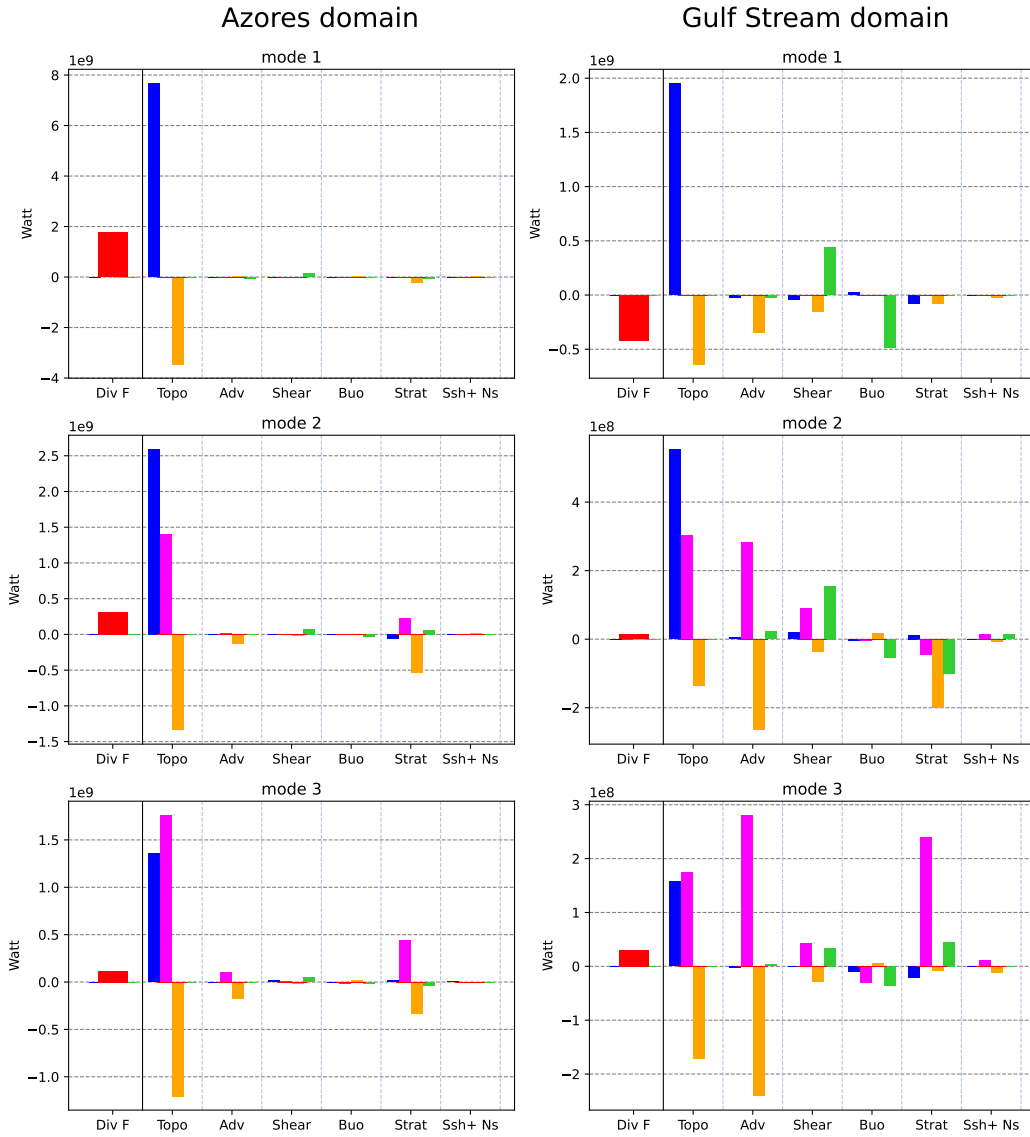 Azores domain
Gulf Stream domain
mode 1
1e9
Watt
8
6
4
2
0
−2
−4
Div F Topo Adv Shear Buo Strat Ssh+ Ns
mode 1
1e9
Watt
2.0
1.5
1.0
0.5
0.0
−0.5
Div F Topo Adv Shear Buo Strat Ssh+ Ns
mode 2
1e9
Watt
2.5
2.0
1.5
1.0
0.5
0.0
−0.5
−1.0
−1.5
Div F Topo Adv Shear Buo Strat Ssh+ Ns
mode 2
1e8
Watt
4
2
0
−2
Div F Topo Adv Shear Buo Strat Ssh+ Ns
mode 3
1e9
Watt
1.5
1.0
0.5
0.0
−0.5
−1.0
Div F Topo Adv Shear Buo Strat Ssh+ Ns
mode 3
1e8
Watt
3
2
1
0
−1
−2
Div F Topo Adv Shear Buo Strat Ssh+ Ns